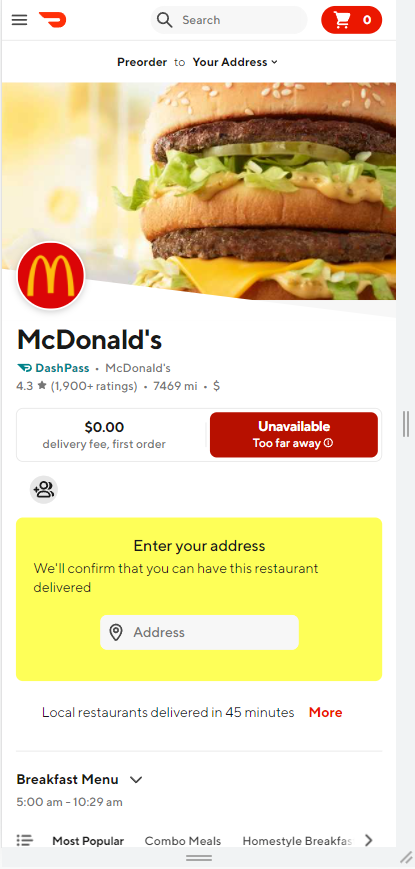 Search
0
Preorder to Your Address
McDonald's
DashPass • McDonald's
4.3 ★ (1,900+ ratings) • 7469 mi • $
$0.00
delivery fee, first order
Unavailable
Too far away
Enter your address
We'll confirm that you can have this restaurant
delivered
Address
Local restaurants delivered in 45 minutes More
Breakfast Menu
5:00 am - 10:29 am
Most Popular Combo Meals Homestyle Breakfas